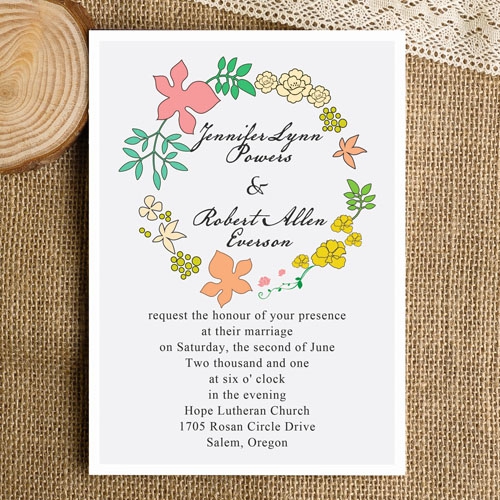 Jennifer Lynn
Powers
&
Robert Allen
Everson
request the honour of your presence
at their marriage
on Saturday, the second of June
Two thousand and one
at six o' clock
in the evening
Hope Lutheran Church
1705 Rosan Circle Drive
Salem, Oregon